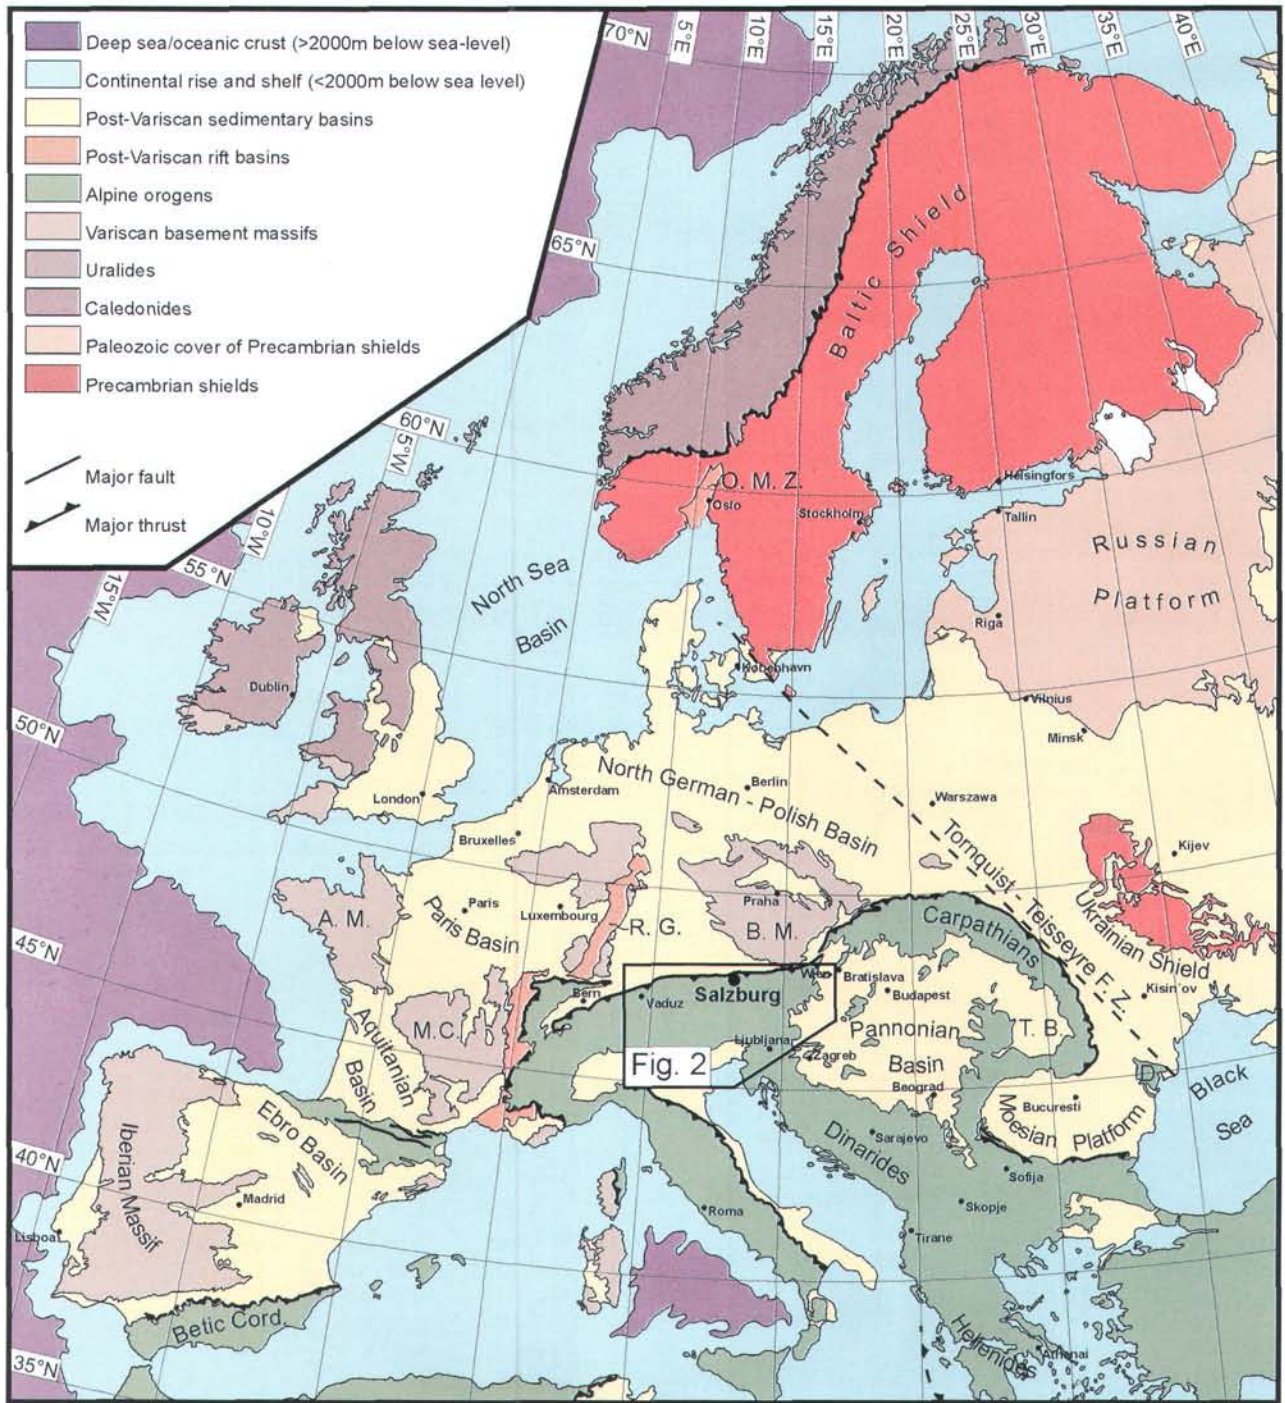 Deep sea/oceanic crust (>2000m below sea-level)
Continental rise and shelf (<2000m below sea level)
Post-Variscan sedimentary basins
Post-Variscan rift basins
Alpine orogens
Variscan basement massifs
Uralides
Caledonides
Paleozoic cover of Precambrian shields
Precambrian shields
Major fault
Major thrust
70°N
5°E
10°E
15°E
20°E
25°E
30°E
35°E
40°E
65°N
60°N
5°W
10°W
55°N
15°W
50°N
45°N
40°N
35°N
Baltic Shield
O. M. Z.
Oslo
Stockholm
Helsingfors
Tallin
Russian
Platform
Riga
North Sea
Basin
København
Vilnius
Minsk
Dublin
London
Amsterdam
Bruxelles
North German - Polish Basin
Berlin
Warszawa
Kijev
Tornquist - Teisseyre F. Z.
Ukrainian Shield
Kisin´ov
A. M.
Paris
Paris Basin
Luxembourg
R. G.
Praha
B. M.
Carpathians
Wien
Bratislava
Budapest
Bern
Vaduz
Salzburg
M.C.
Aquitanian
Basin
Ljubljana
Zagreb
Fig. 2
Pannonian
Basin
Beograd
T. B.
D.
Black
Sea
Bucuresti
Moesian Platform
Ebro Basin
Iberian Massif
Madrid
Lisboa
Betic Cord.
Roma
Dinarides
Sarajevo
Sofija
Skopje
Tirane
Hellenides
Athinai